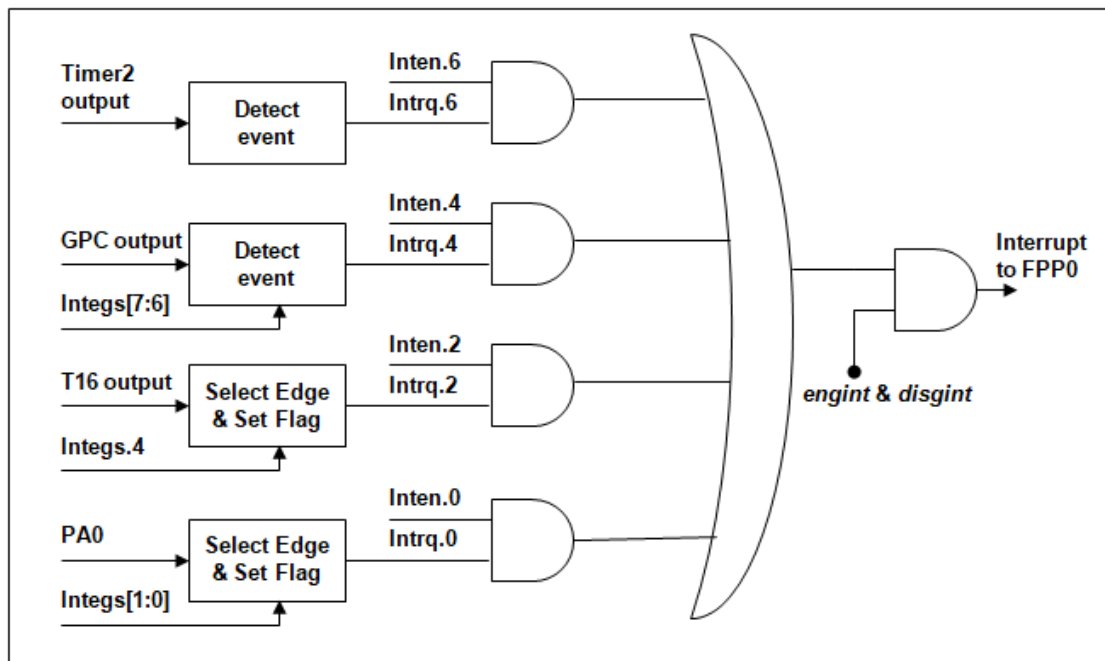 Timer2
output
Detect
event
Inten.6
Intrq.6
GPC output
Integs[7:6]
Detect
event
Inten.4
Intrq.4
T16 output
Integs.4
Select Edge
& Set Flag
Inten.2
Intrq.2
PA0
Integs[1:0]
Select Edge
& Set Flag
Inten.0
Intrq.0
Interrupt
to FPP0
engint & disgint